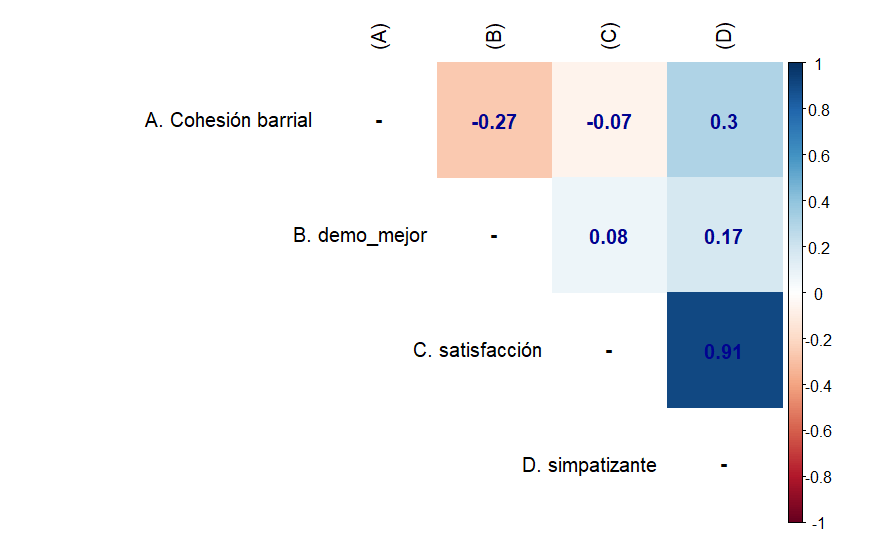 (A) (B) (C) (D)
A. Cohesión barrial - -0.27 -0.07 0.3
B. demo_mejor - 0.08 0.17
C. satisfacción - 0.91
D. simpatizante -
1
0.8
0.6
0.4
0.2
0
-0.2
-0.4
-0.6
-0.8
-1